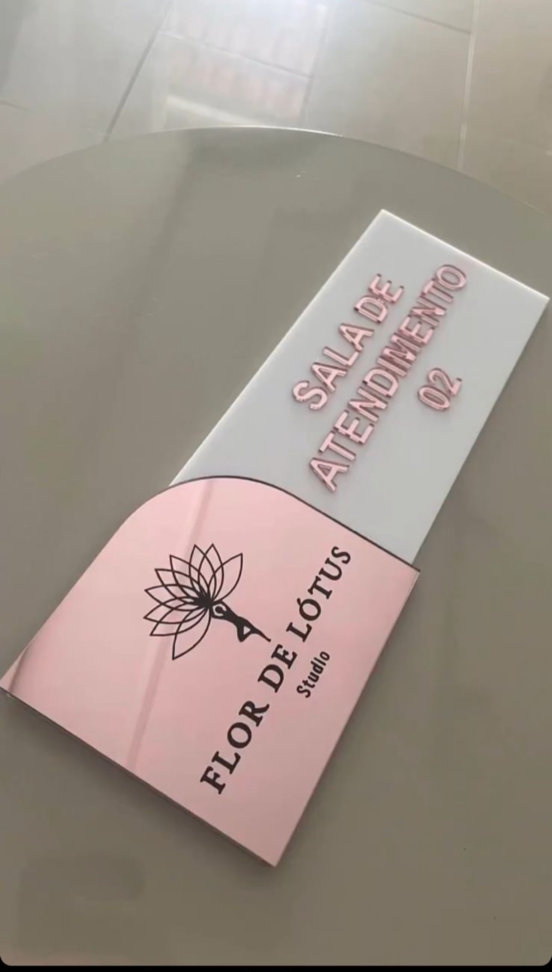 FLOR DE LÓTUS
Studio
SALA DE
ATENDIMENTO
02